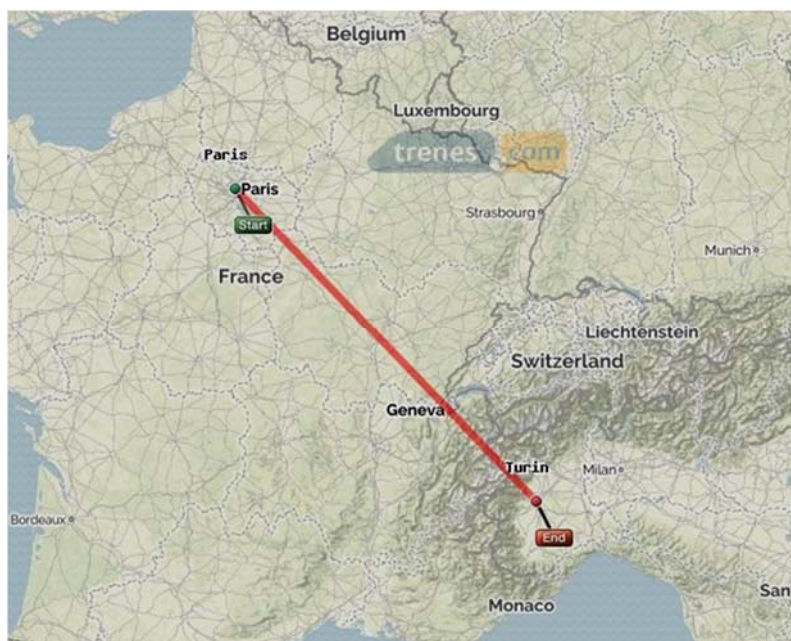 Belgium
Luxembourg
trenes.com
Paris
Paris
Start
Strasbourg
Munich
France
Liechtenstein
Switzerland
Geneva
Turin
Milan
Bordeaux
End
Monaco
San